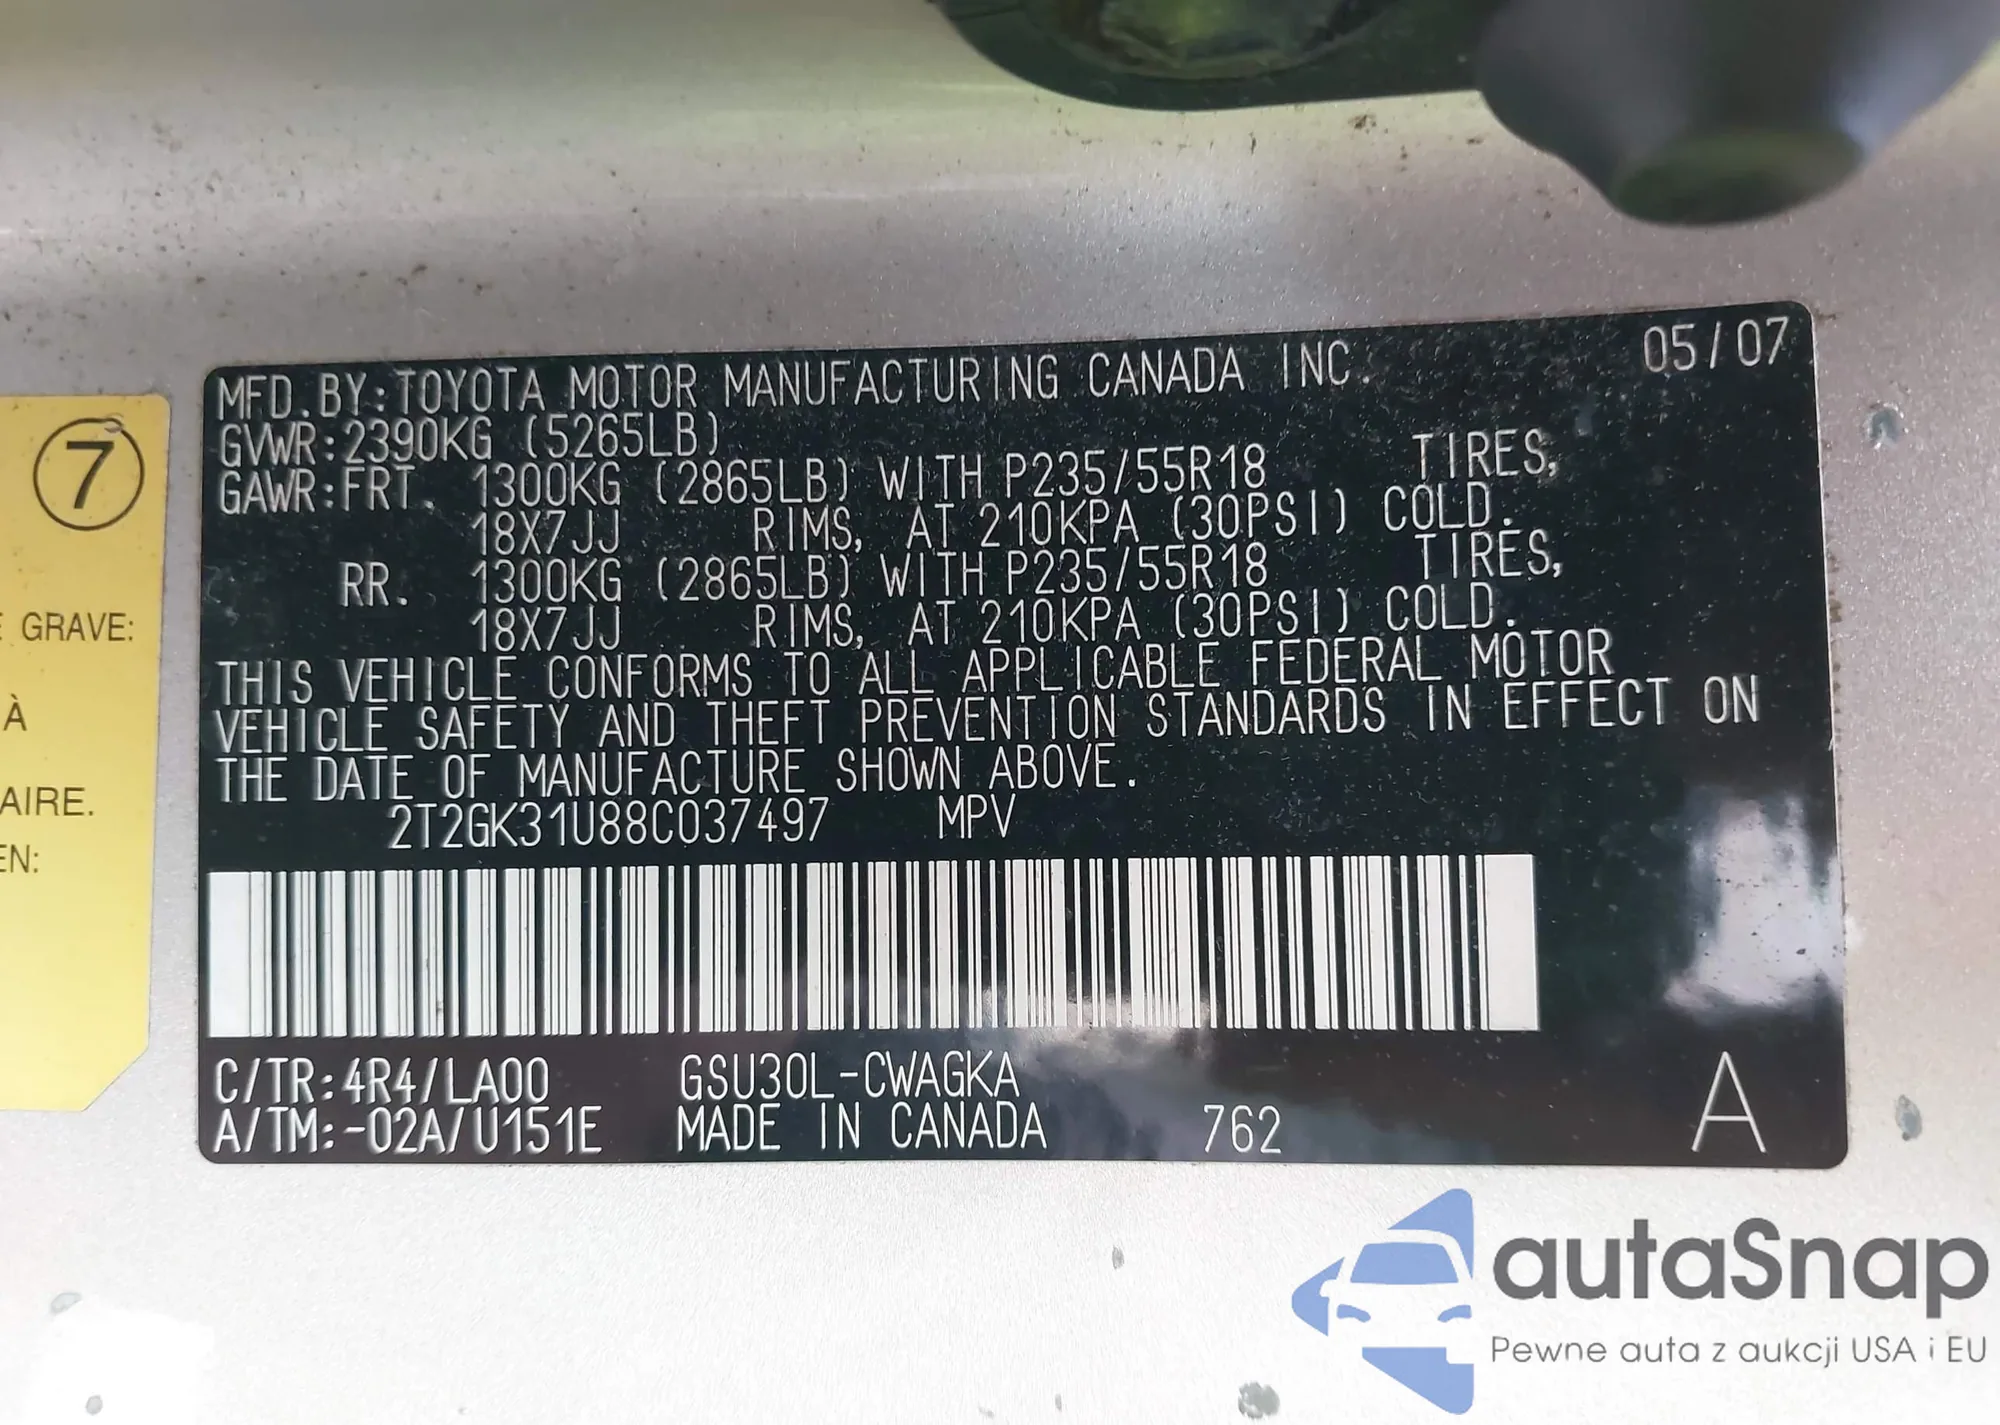 MFD.BY:TOYOTA MOTOR MANUFACTURING CANADA INC. 05/07
GVWR:2390KG (5265LB)
GAWR:FRT. 1300KG (2865LB) WITH P235/55R18 TIRES,
18X7JJ RIMS, AT 210KPA (30PSI) COLD.
RR. 1300KG (2865LB) WITH P235/55R18 TIRES,
18X7JJ RIMS, AT 210KPA (30PSI) COLD.
THIS VEHICLE CONFORMS TO ALL APPLICABLE FEDERAL MOTOR
VEHICLE SAFETY AND THEFT PREVENTION STANDARDS IN EFFECT ON
THE DATE OF MANUFACTURE SHOWN ABOVE.
2T2GK31U88C037497 MPV
C/TR:4R4/LA00 GSU30L-CWAGKA
A/TM:-02A/U151E MADE IN CANADA 762 A
7
E GRAVE:
À
AIRE.
EN:
autaSnap
Pewne auta z aukcji USA i EU